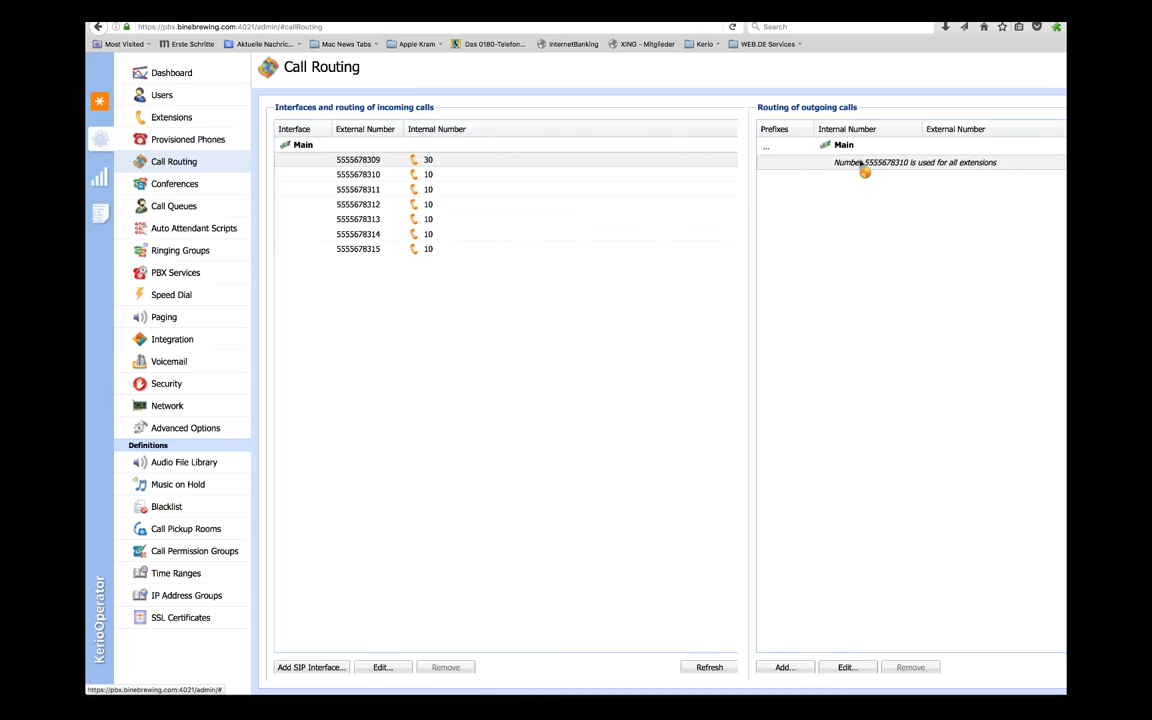 https://pbx.binebrewing.com:4021/admin/#callRouting
Search
Most Visited
Erste Schritte
Aktuelle Nachric...
Mac News Tabs
Apple Kram
Das 0180-Telefon...
InternetBanking
XING - Mitglieder
Kerio
WEB.DE Services
Dashboard
Users
Extensions
Provisioned Phones
Call Routing
Conferences
Call Queues
Auto Attendant Scripts
Ringing Groups
PBX Services
Speed Dial
Paging
Integration
Voicemail
Security
Network
Advanced Options
Definitions
Audio File Library
Music on Hold
Blacklist
Call Pickup Rooms
Call Permission Groups
Time Ranges
IP Address Groups
SSL Certificates
KerioOperator
Call Routing
Interfaces and routing of incoming calls
Interface External Number Internal Number
Main
5555678309 30
5555678310 10
5555678311 10
5555678312 10
5555678313 10
5555678314 10
5555678315 10
Add SIP Interface... Edit... Remove Refresh
Routing of outgoing calls
Prefixes Internal Number External Number
... Main
Number 5555678310 is used for all extensions
Add... Edit... Remove
https://pbx.binebrewing.com:4021/admin/#